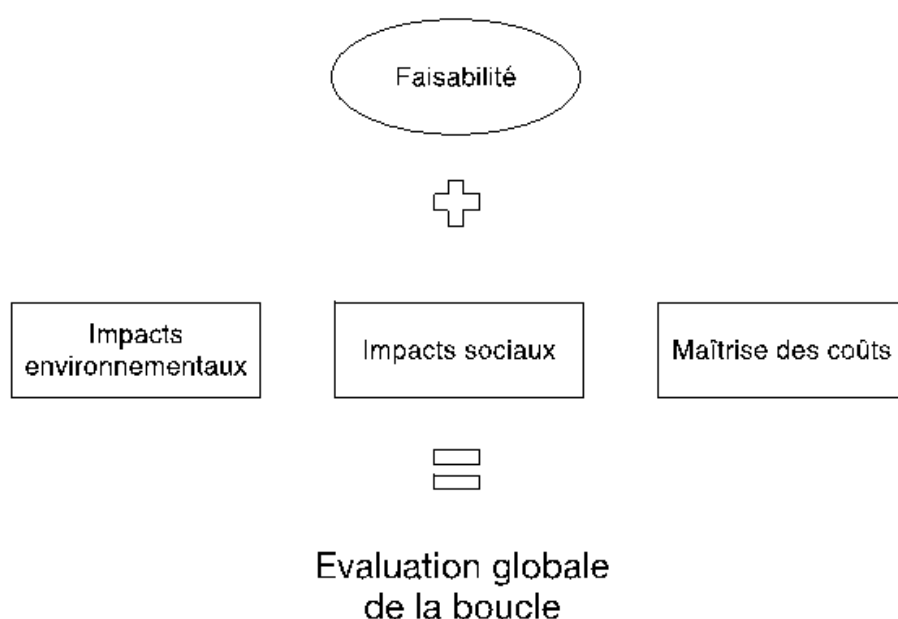 Faisabilité
Impacts
environnementaux
Impacts sociaux
Maîtrise des coûts
Evaluation globale
de la boucle